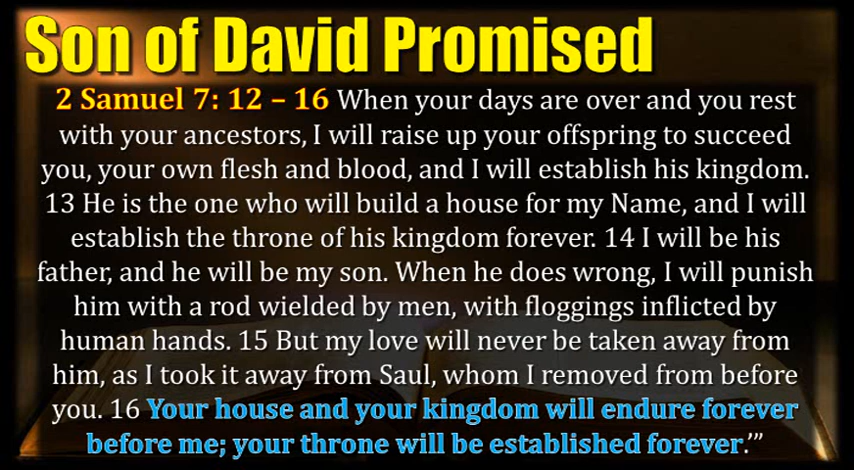 Son of David Promised
2 Samuel 7: 12 – 16 When your days are over and you rest
with your ancestors, I will raise up your offspring to succeed
you, your own flesh and blood, and I will establish his kingdom.
13 He is the one who will build a house for my Name, and I will
establish the throne of his kingdom forever. 14 I will be his
father, and he will be my son. When he does wrong, I will punish
him with a rod wielded by men, with floggings inflicted by
human hands. 15 But my love will never be taken away from
him, as I took it away from Saul, whom I removed from before
you. 16 Your house and your kingdom will endure forever
before me; your throne will be established forever.’”